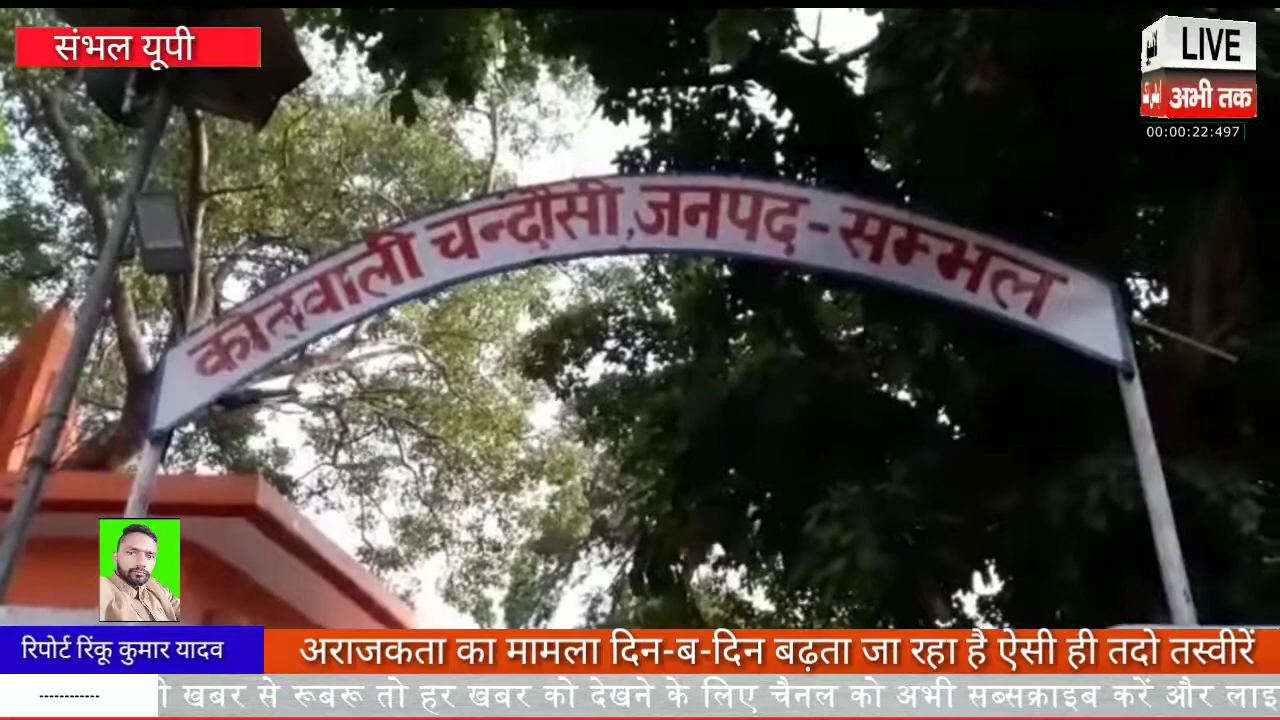 संभल यूपी
LIVE
अभी तक
00:00:22:497
कोतवाली चन्दौसी, जनपद - सम्भल
रिपोर्ट रिंकू कुमार यादव
अराजकता का मामला दिन-ब-दिन बढ़ता जा रहा है ऐसी ही तदो तस्वीरें
------------
खबर से रूबरू तो हर खबर को देखने के लिए चैनल को अभी सब्सक्राइब करें और